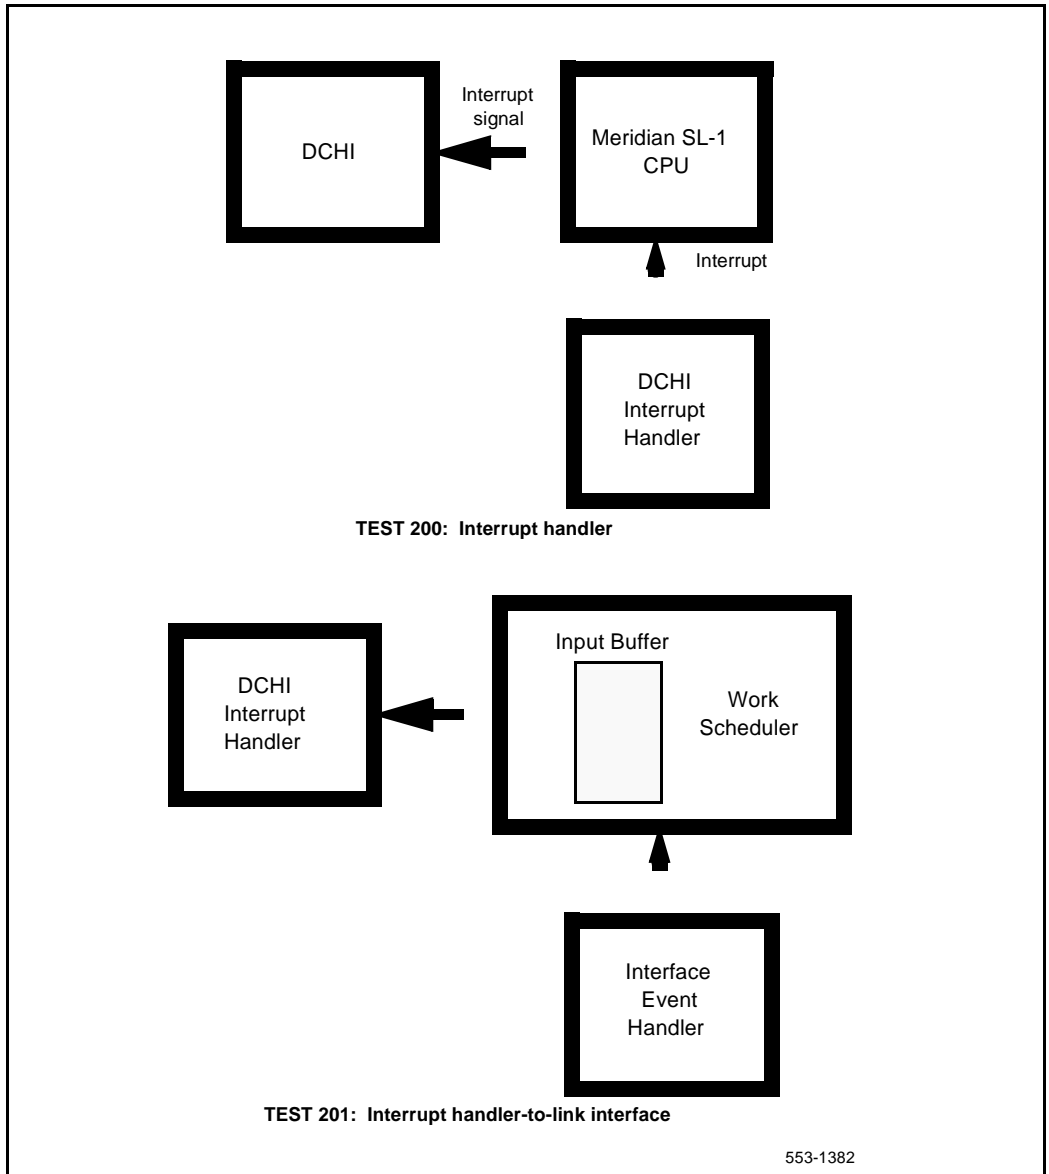 Interrupt
signal
DCHI
Meridian SL-1
CPU
Interrupt
DCHI
Interrupt
Handler
TEST 200:  Interrupt handler
Input Buffer
DCHI
Interrupt
Handler
Work
Scheduler
Interface
Event
Handler
TEST 201:  Interrupt handler-to-link interface
553-1382